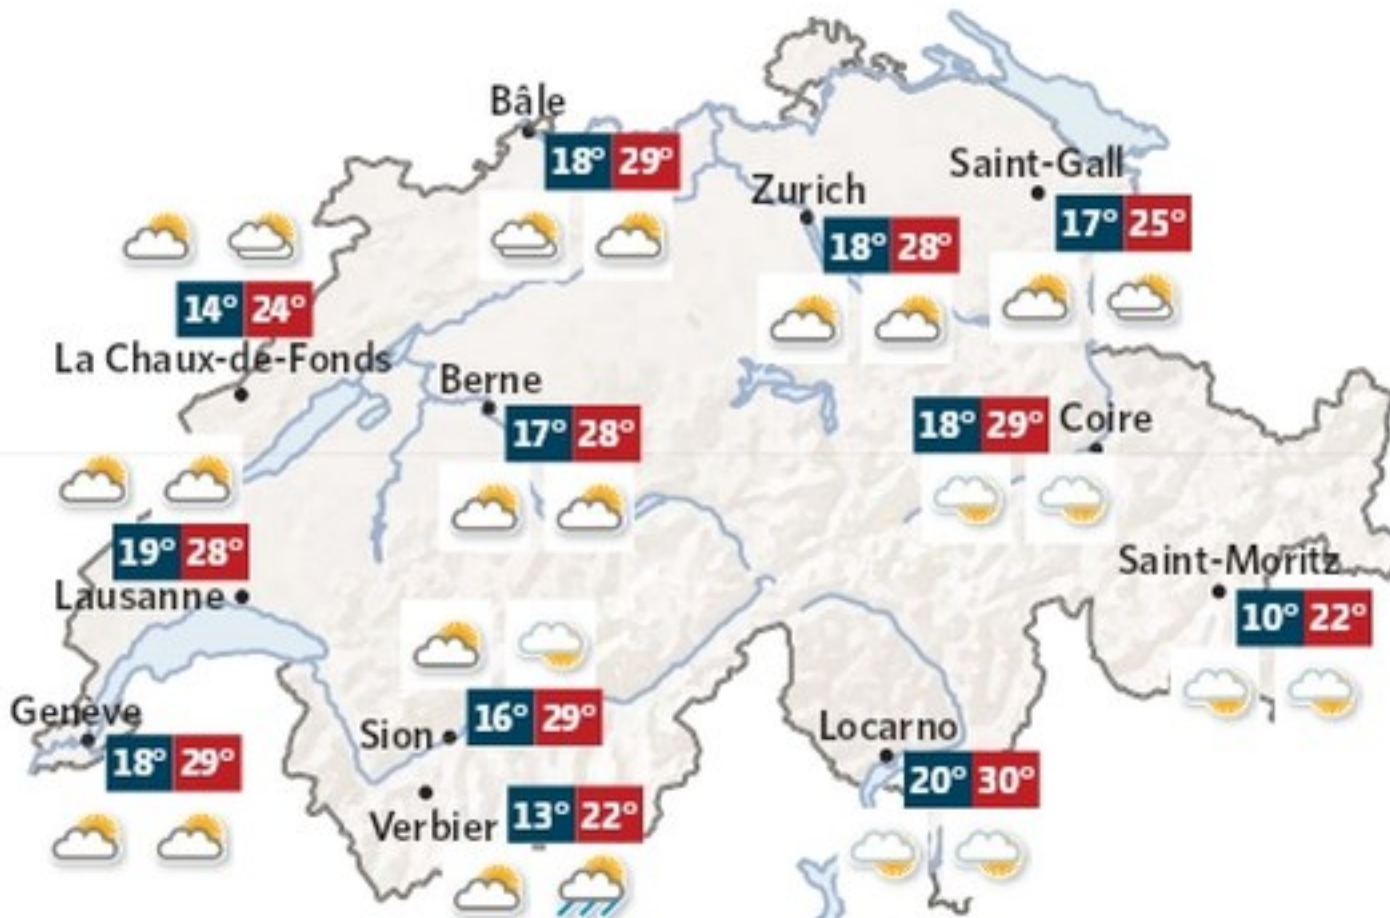 Bâle
18° 29°
Saint-Gall
Zurich
17° 25°
18° 28°
14° 24°
La Chaux-de-Fonds
Berne
17° 28°
18° 29° Coire
19° 28°
Lausanne
Saint-Moritz
10° 22°
Genève
18° 29°
Sion 16° 29°
Locarno
20° 30°
Verbier 13° 22°